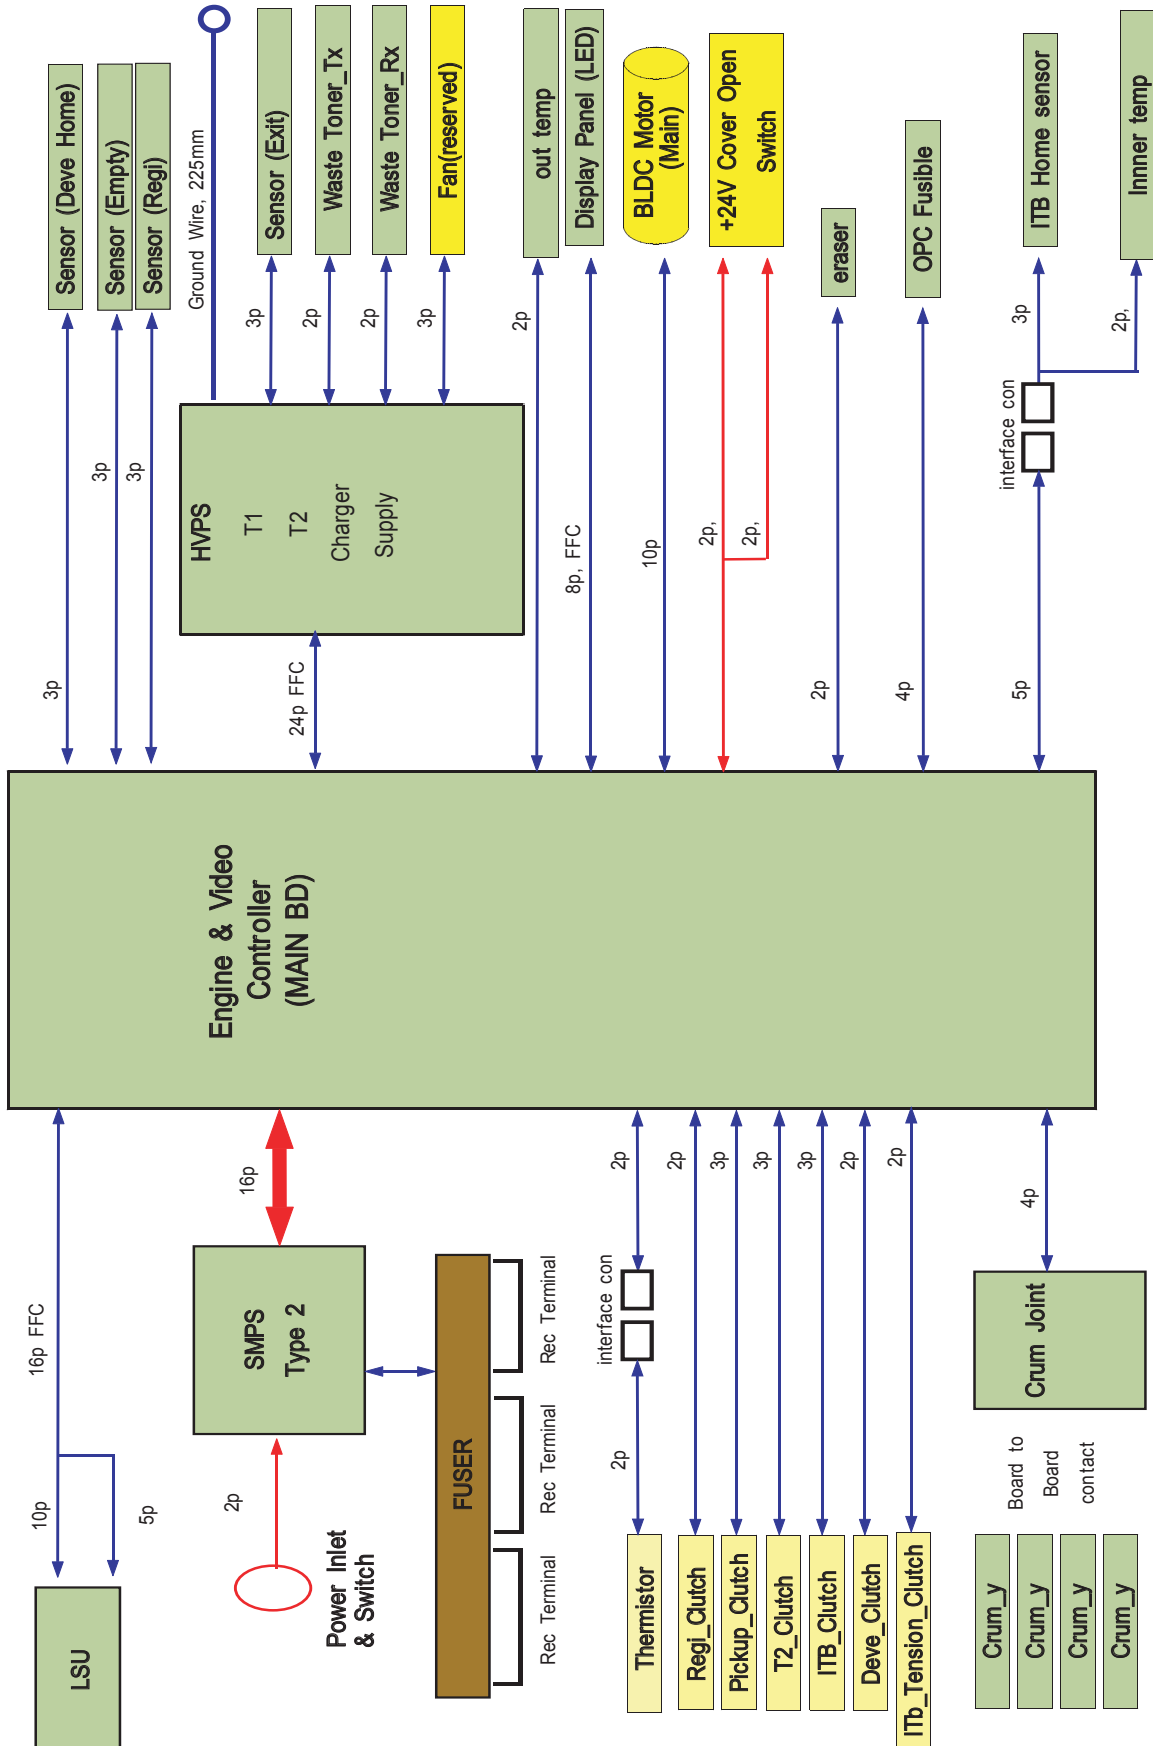 Sensor (Deve Home)
Sensor (Empty)
Sensor (Regi)
Ground Wire, 225mm
Sensor (Exit)
Waste Toner_Tx
Waste Toner_Rx
Fan(reserved)
out temp
Display Panel (LED)
BLDC Motor
(Main)
+24V Cover Open
Switch
eraser
OPC Fusible
ITB Home sensor
Innner temp
3p
3p
3p
3p
2p
2p
3p
2p
8p, FFC
10p
2p,
2p,
2p
4p
3p
2p,
interface con
5p
HVPS
T1
T2
Charger
Supply
24p FFC
Engine & Video
Controller
(MAIN BD)
16p FFC
10p
5p
LSU
16p
SMPS
Type 2
2p
Power Inlet
& Switch
FUSER
Rec Terminal
Rec Terminal
Rec Terminal
2p
interface con
2p
2p
3p
3p
3p
2p
2p
4p
Thermistor
Regi_Clutch
Pickup_Clutch
T2_Clutch
ITB_Clutch
Deve_Clutch
ITb_Tension_Clutch
Crum Joint
Board to
Board
contact
Crum_y
Crum_y
Crum_y
Crum_y